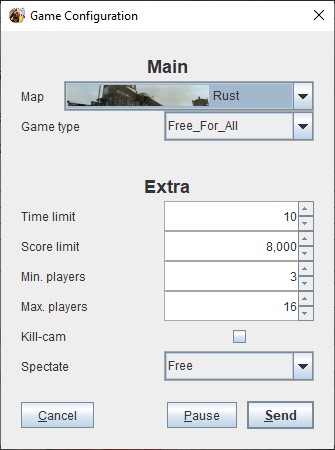 Game Configuration
Main
Map Rust
Game type Free_For_All
Extra
Time limit 10
Score limit 8,000
Min. players 3
Max. players 16
Kill-cam
Spectate Free
Cancel Pause Send